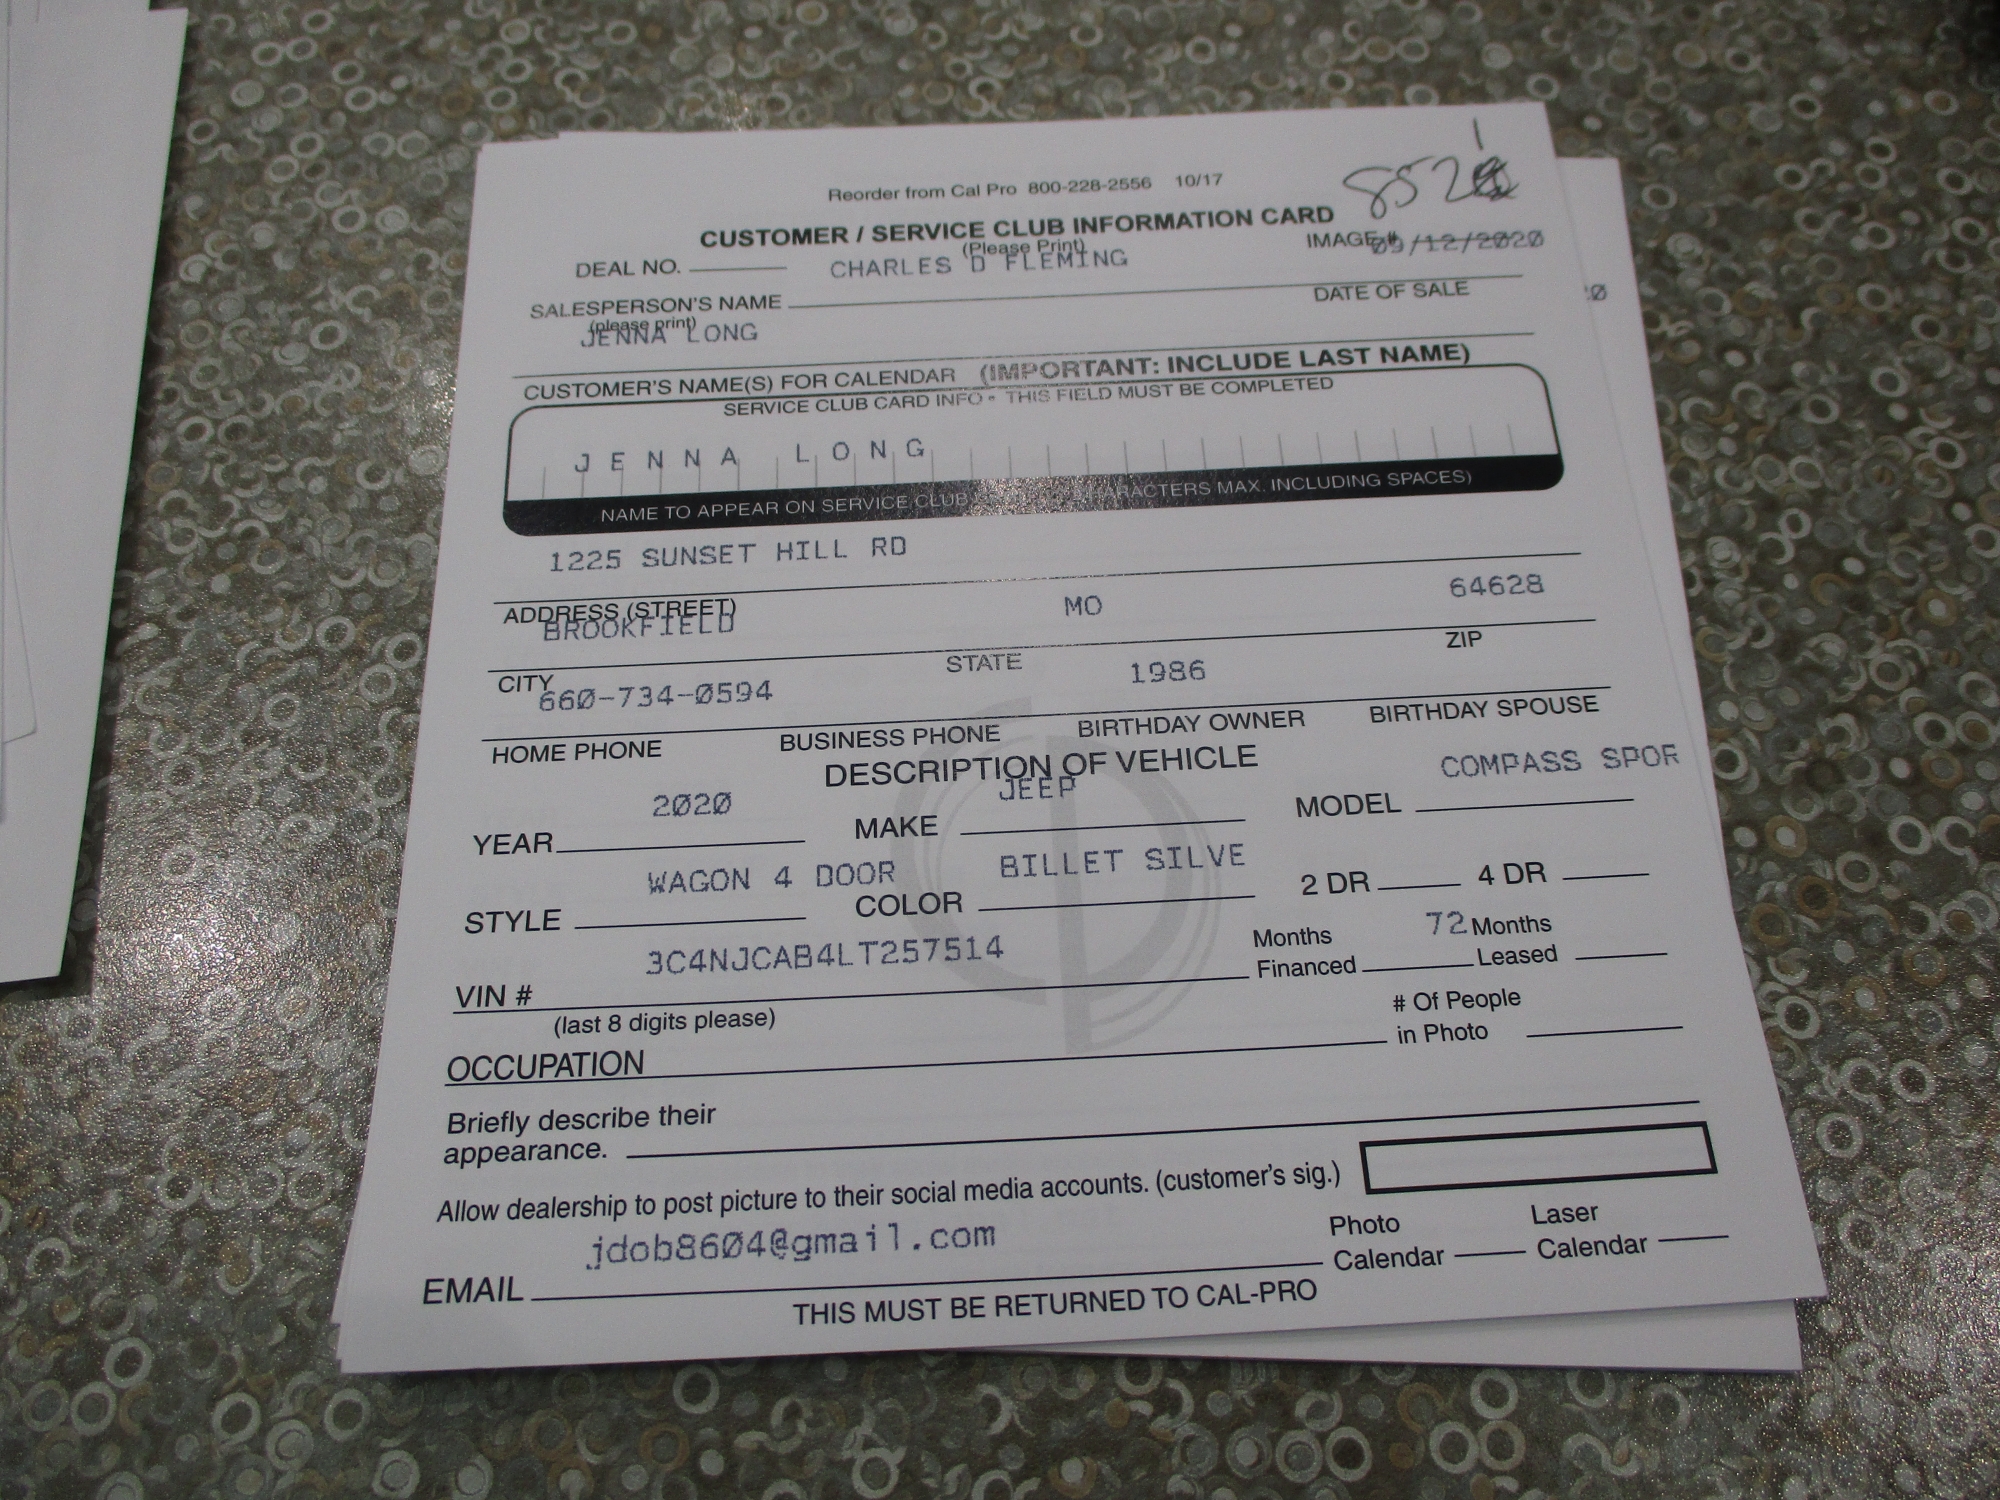 Reorder from Cal Pro 800-228-2556 10/17
CUSTOMER / SERVICE CLUB INFORMATION CARD
(Please Print)
IMAGE# 09/12/2020
DEAL NO. CHARLES D FLEMING
SALESPERSON'S NAME DATE OF SALE
(please print)
JENNA LONG
CUSTOMER'S NAME(S) FOR CALENDAR (IMPORTANT: INCLUDE LAST NAME)
SERVICE CLUB CARD INFO • THIS FIELD MUST BE COMPLETED
JENNA LONG
NAME TO APPEAR ON SERVICE CLUB CHARACTERS MAX. INCLUDING SPACES)
1225 SUNSET HILL RD
ADDRESS (STREET)
BROOKFIELD MO 64628
CITY STATE ZIP
660-734-0594 1986
HOME PHONE BUSINESS PHONE BIRTHDAY OWNER BIRTHDAY SPOUSE
DESCRIPTION OF VEHICLE
2020 JEEP COMPASS SPOR
YEAR MAKE MODEL
WAGON 4 DOOR BILLET SILVE
STYLE COLOR 2 DR 4 DR
3C4NJCAB4LT257514 72
VIN # Months Financed Months Leased
(last 8 digits please)
OCCUPATION # Of People in Photo
Briefly describe their
appearance.
Allow dealership to post picture to their social media accounts. (customer's sig.)
jdob8604@gmail.com
EMAIL Photo Calendar Laser Calendar
THIS MUST BE RETURNED TO CAL-PRO